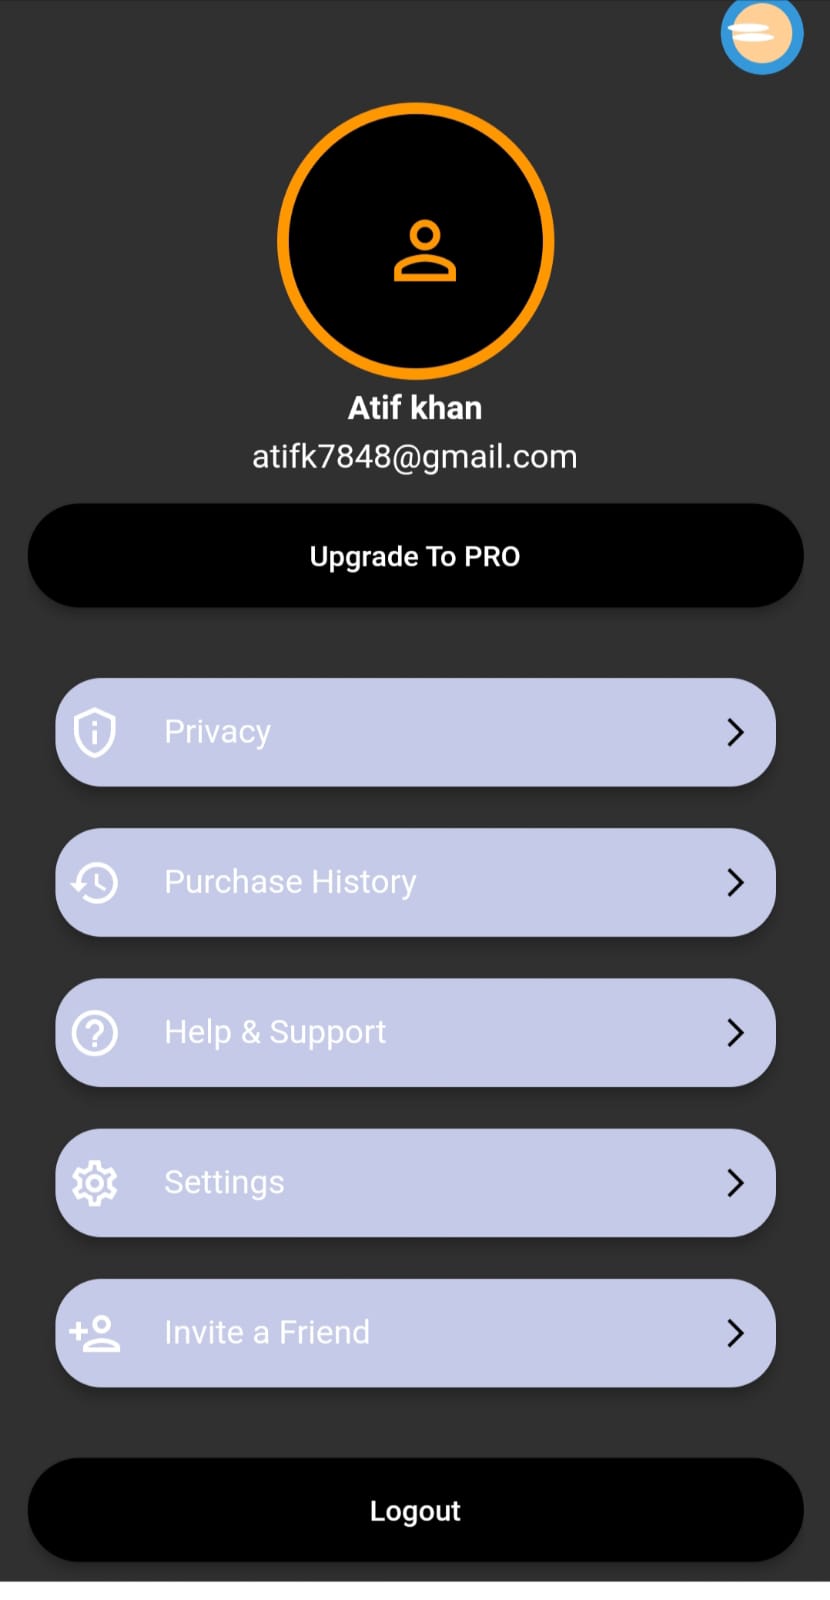 Atif khan
atifk7848@gmail.com
Upgrade To PRO
Privacy
Purchase History
Help & Support
Settings
Invite a Friend
Logout